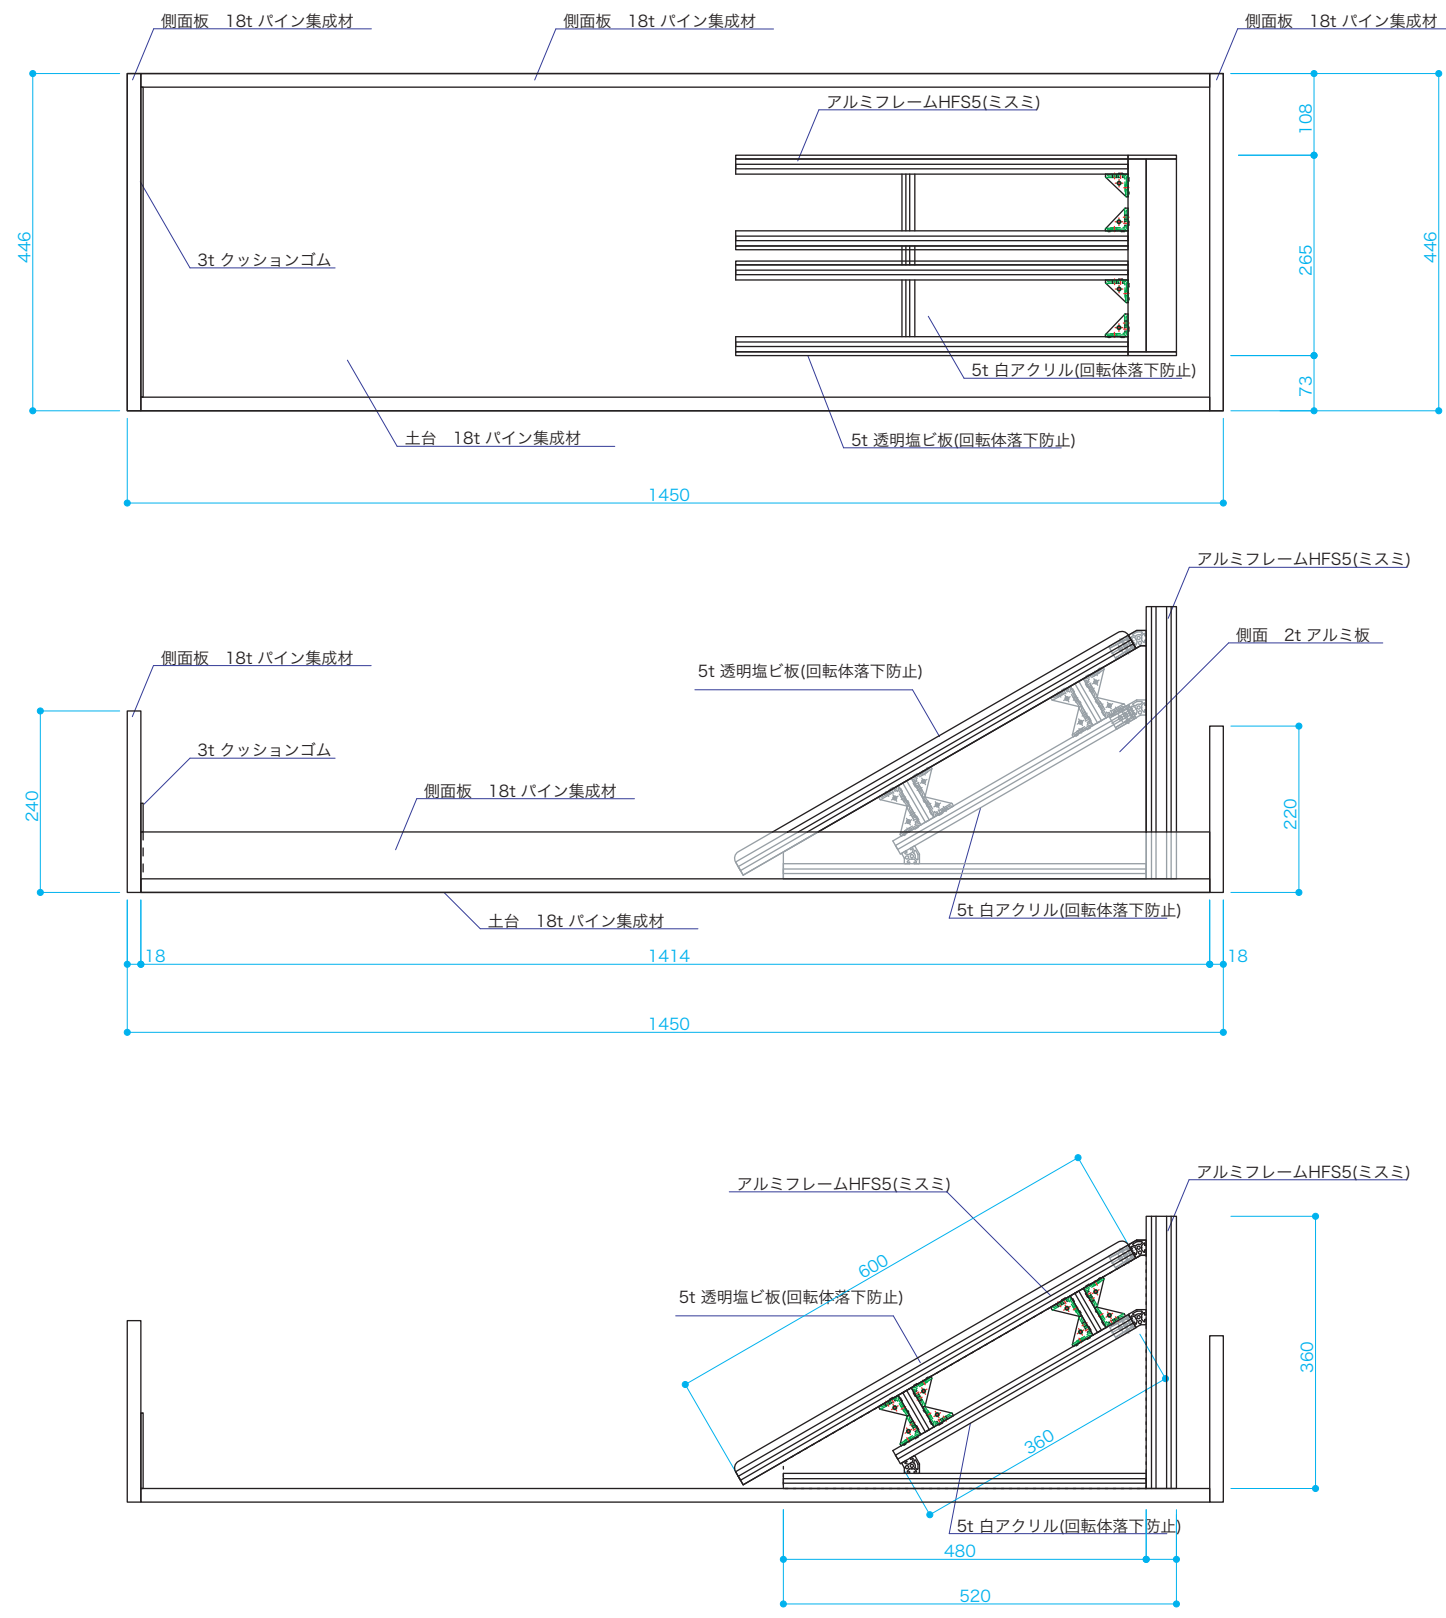 側面板　18t パイン集成材
側面板　18t パイン集成材
側面板　18t パイン集成材
アルミフレームHFS5(ミスミ)
108
446
3t クッションゴム
265
446
5t 白アクリル(回転体落下防止)
73
土台　18t パイン集成材
5t 透明塩ビ板(回転体落下防止)
1450
アルミフレームHFS5(ミスミ)
側面　2t アルミ板
側面板　18t パイン集成材
5t 透明塩ビ板(回転体落下防止)
3t クッションゴム
側面板　18t パイン集成材
240
220
5t 白アクリル(回転体落下防止)
土台　18t パイン集成材
18
1414
18
1450
アルミフレームHFS5(ミスミ)
アルミフレームHFS5(ミスミ)
600
5t 透明塩ビ板(回転体落下防止)
360
360
5t 白アクリル(回転体落下防止)
480
520